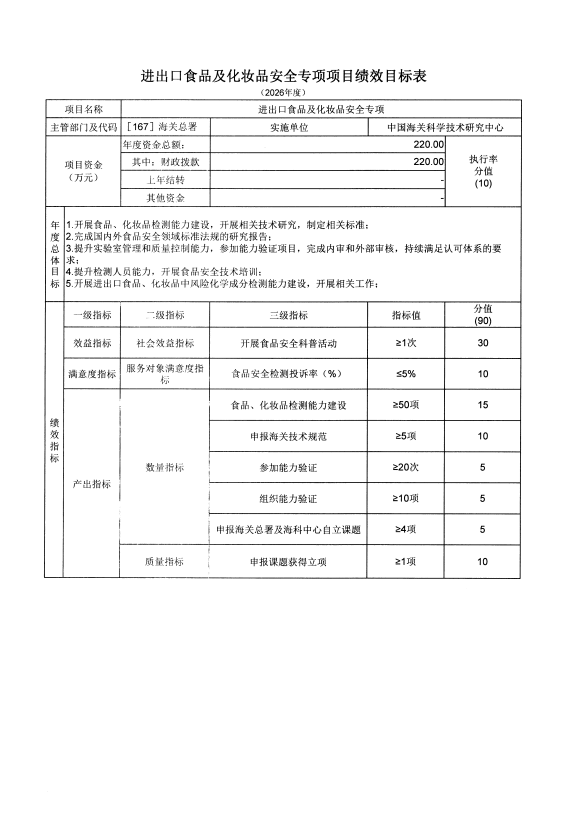 进出口食品及化妆品安全专项项目绩效目标表
（2026年度）
项目名称 进出口食品及化妆品安全专项
主管部门及代码 [167]海关总署 实施单位 中国海关科学技术研究中心
项目资金
（万元）
年度资金总额： 220.00
其中：财政拨款 220.00
上年结转 -
其他资金 -
执行率
分值
(10)
年度总体目标
1.开展食品、化妆品检测能力建设，开展相关技术研究，制定相关标准；
2.完成国内外食品安全领域标准法规的研究报告；
3.提升实验室管理和质量控制能力，参加能力验证项目，完成内审和外部审核，持续满足认可体系的要
求；
4.提升检测人员能力，开展食品安全技术培训；
5.开展进出口食品、化妆品中风险化学成分检测能力建设，开展相关工作；
绩效指标
一级指标 二级指标 三级指标 指标值 分值
(90)
效益指标 社会效益指标 开展食品安全科普活动 ≥1次 30
满意度指标 服务对象满意度指
标 食品安全检测投诉率（%） ≤5% 10
产出指标 数量指标 食品、化妆品检测能力建设 ≥50项 15
申报海关技术规范 ≥5项 10
参加能力验证 ≥20次 5
组织能力验证 ≥10项 5
申报海关总署及海科中心自立课题 ≥4项 5
质量指标 申报课题获得立项 ≥1项 10